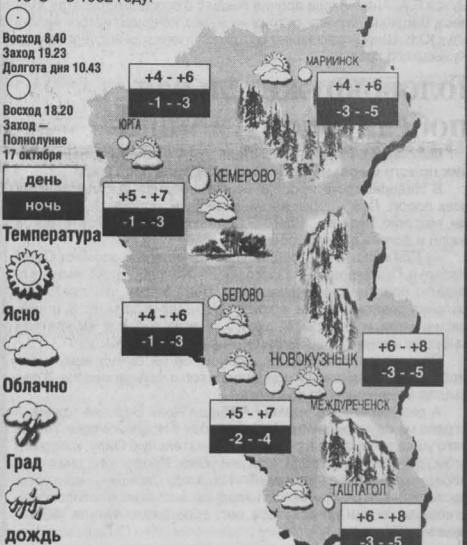 Восход 8.40
Заход 19.23
Долгота дня 10.43
Восход 18.20
Заход —
Полнолуние
17 октября
день
ночь
Температура
Ясно
Облачно
Град
дождь
МАРИИНСК
+4 - +6
-3 - -5
+4 - +6
-1 - -3
ЮРГА
КЕМЕРОВО
+5 - +7
-1 - -3
БЕЛОВО
+4 - +6
-1 - -3
НОВОКУЗНЕЦК
+6 - +8
-3 - -5
МЕЖДУРЕЧЕНСК
+5 - +7
-2 - -4
ТАШТАГОЛ
+6 - +8
-3 - -5